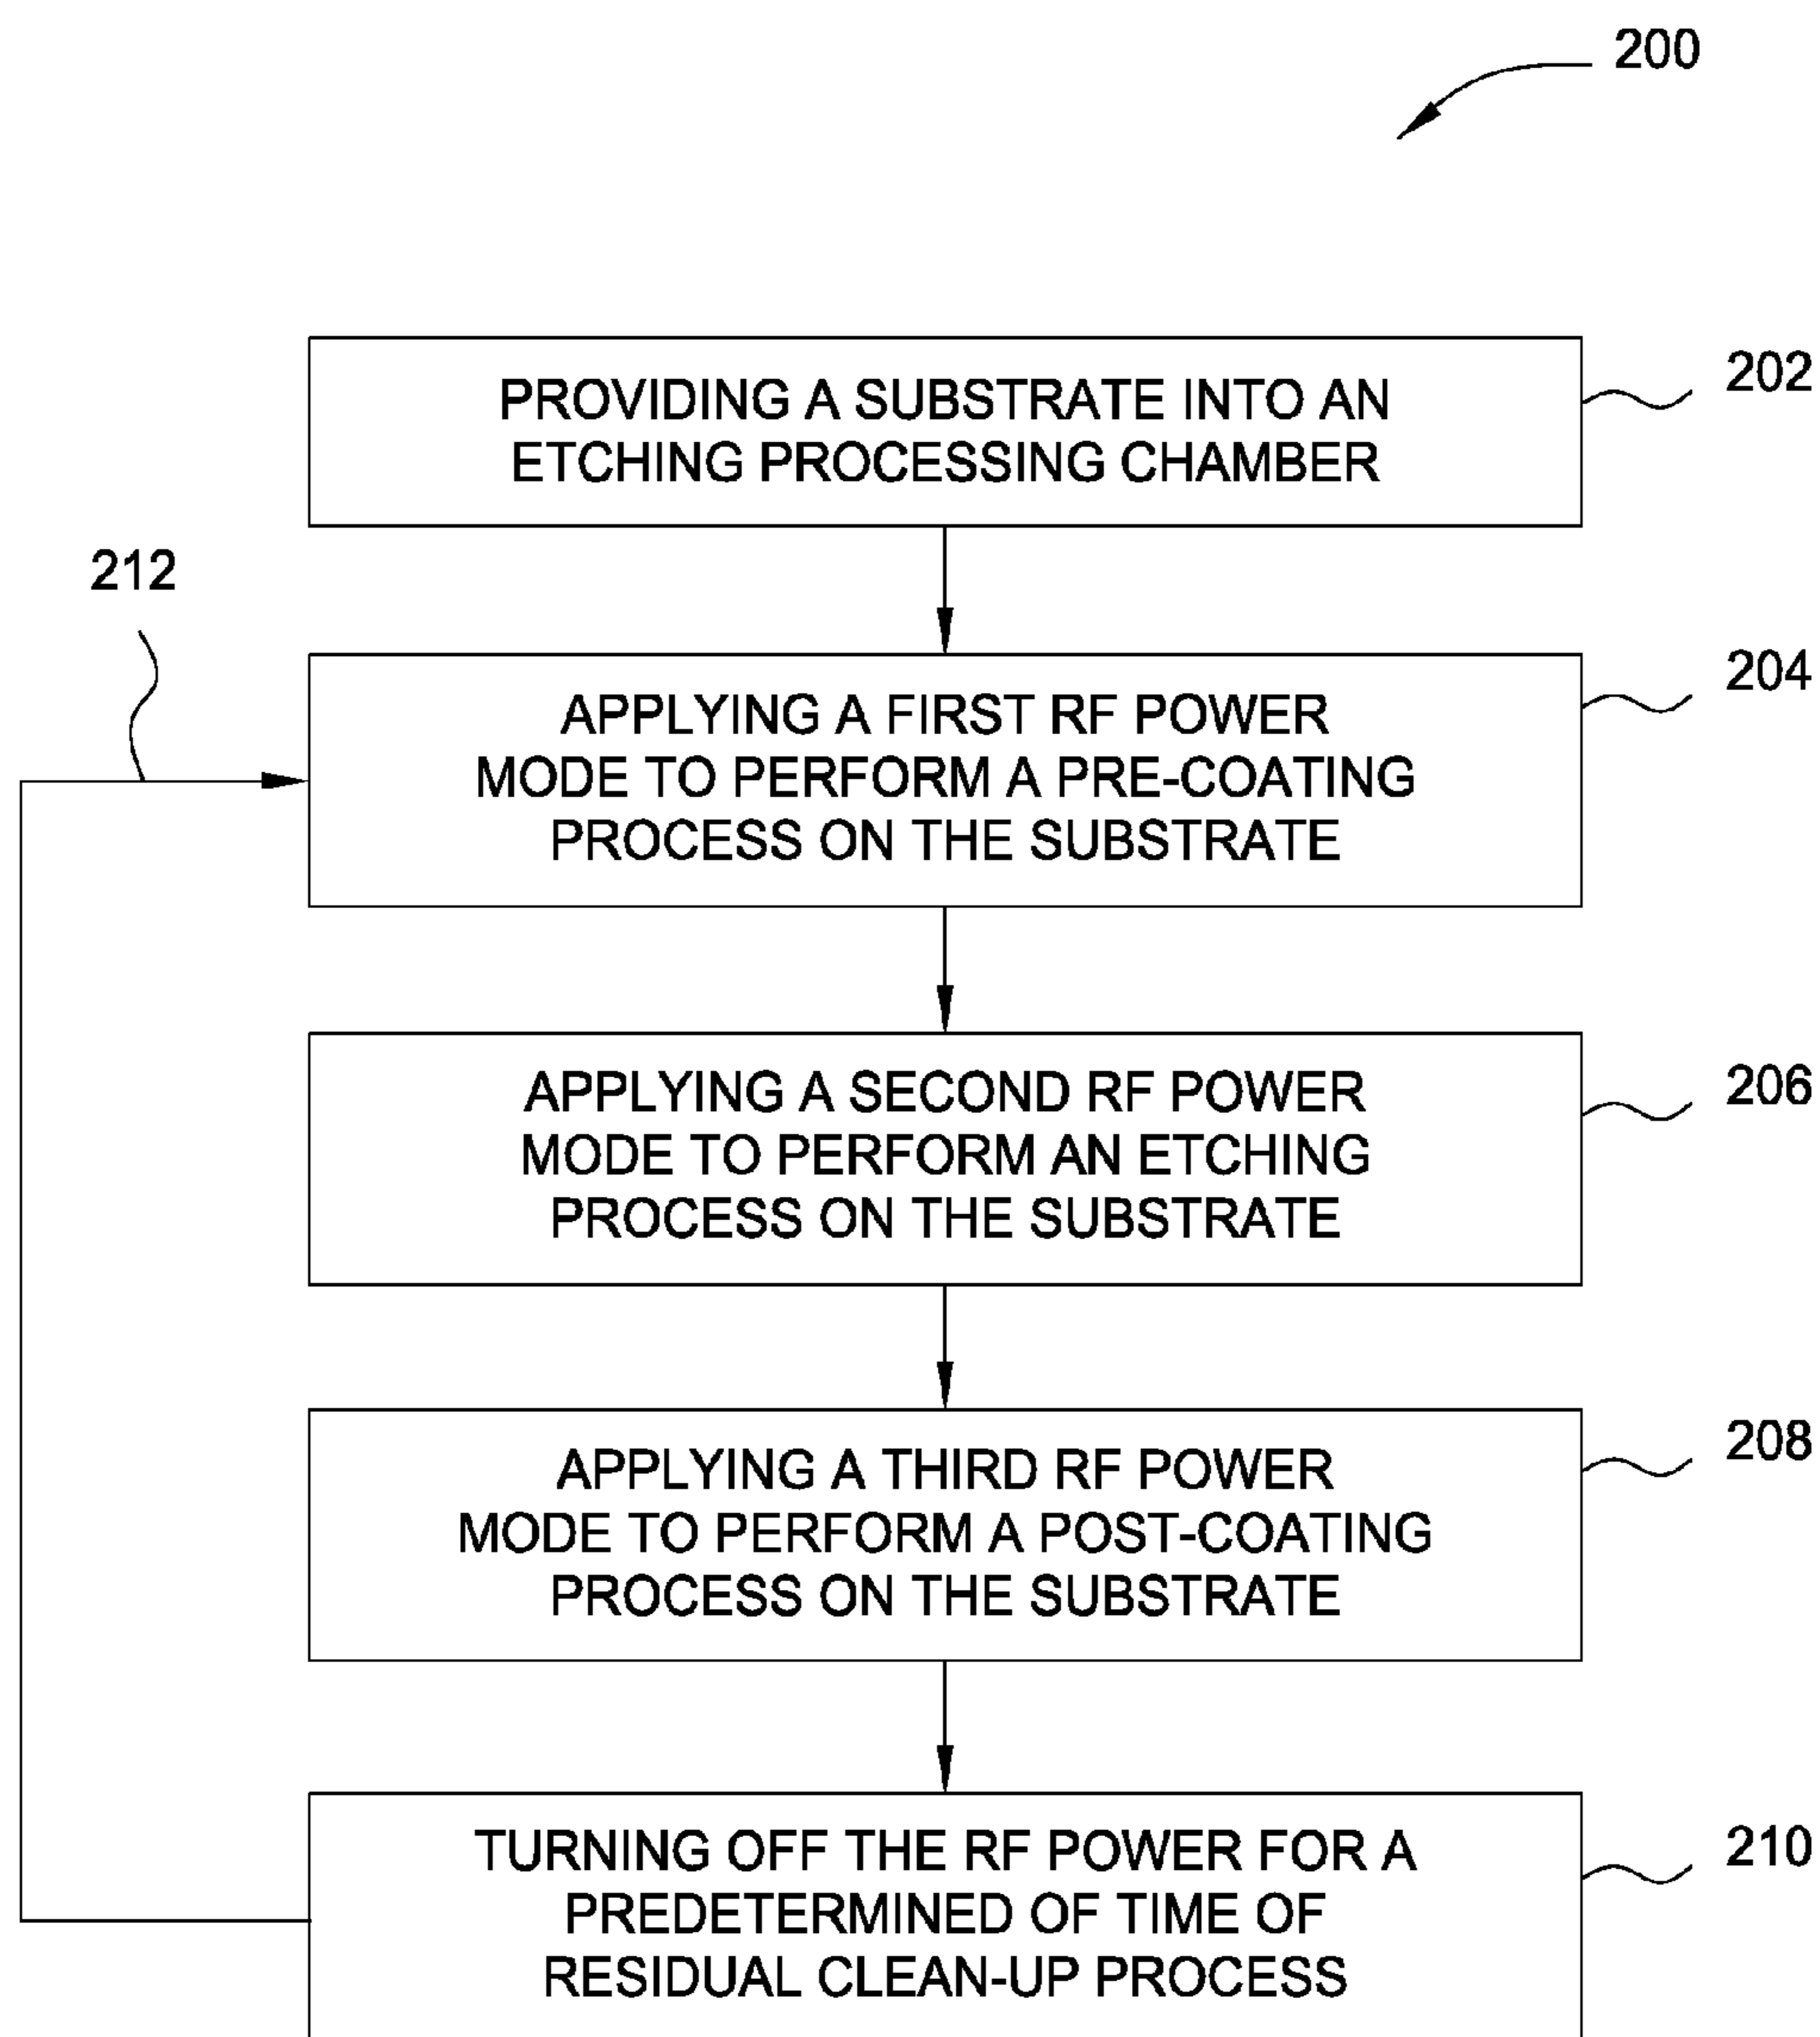 200
PROVIDING A SUBSTRATE INTO AN
ETCHING PROCESSING CHAMBER
202
212
APPLYING A FIRST RF POWER
MODE TO PERFORM A PRE-COATING
PROCESS ON THE SUBSTRATE
204
APPLYING A SECOND RF POWER
MODE TO PERFORM AN ETCHING
PROCESS ON THE SUBSTRATE
206
APPLYING A THIRD RF POWER
MODE TO PERFORM A POST-COATING
PROCESS ON THE SUBSTRATE
208
TURNING OFF THE RF POWER FOR A
PREDETERMINED OF TIME OF
RESIDUAL CLEAN-UP PROCESS
210